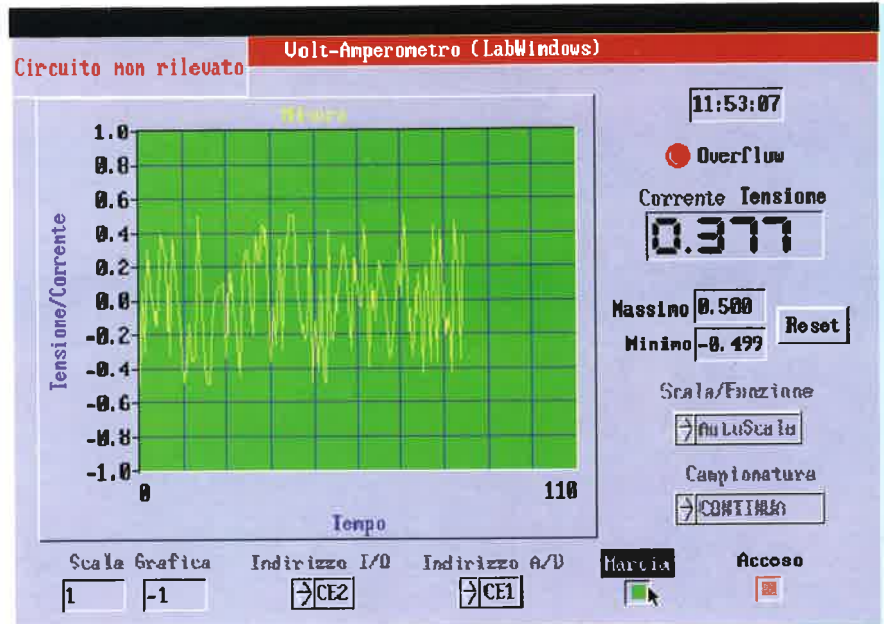 Volt-Amperometro (LabWindows)
Circuito non rilevato
11:53:07
Misura
Overflow
Corrente Tensione
0.377
1.0
0.8
0.6
0.4
0.2
0.0
-0.2
-0.4
-0.6
-0.8
-1.0
Tensione/Corrente
0
110
Tempo
Massimo 0.500
Minimo -0.499
Reset
Scala/Funzione
AutoScala
Campionatura
CONTINUA
Scala Grafica
1 -1
Indirizzo I/O
CE2
Indirizzo A/D
CE1
Marcia
Acceso